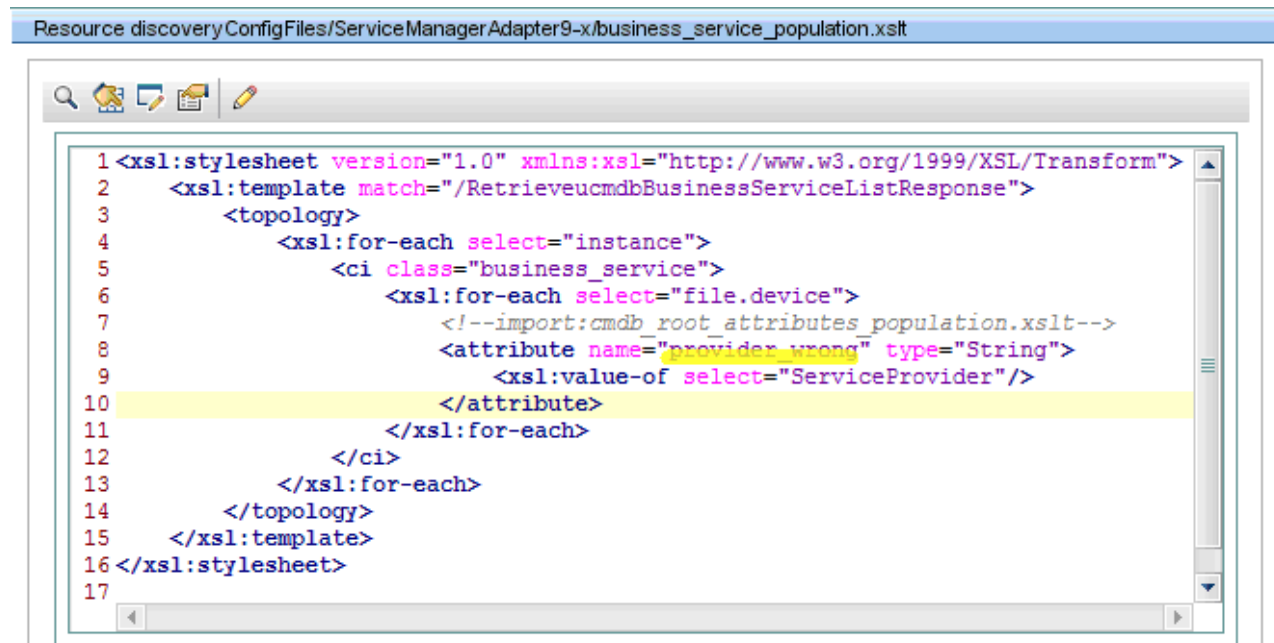 Resource discoveryConfigFiles/ServiceManagerAdapter9-x/business_service_population.xslt
1 <xsl:stylesheet version="1.0" xmlns:xsl="http://www.w3.org/1999/XSL/Transform">
2 <xsl:template match="/RetrieveucmdbBusinessServiceListResponse">
3 <topology>
4 <xsl:for-each select="instance">
5 <ci class="business_service">
6 <xsl:for-each select="file.device">
7 <!--import:cmdb_root_attributes_population.xslt-->
8 <attribute name="provider_wrong" type="String">
9 <xsl:value-of select="ServiceProvider"/>
10 </attribute>
11 </xsl:for-each>
12 </ci>
13 </xsl:for-each>
14 </topology>
15 </xsl:template>
16 </xsl:stylesheet>
17